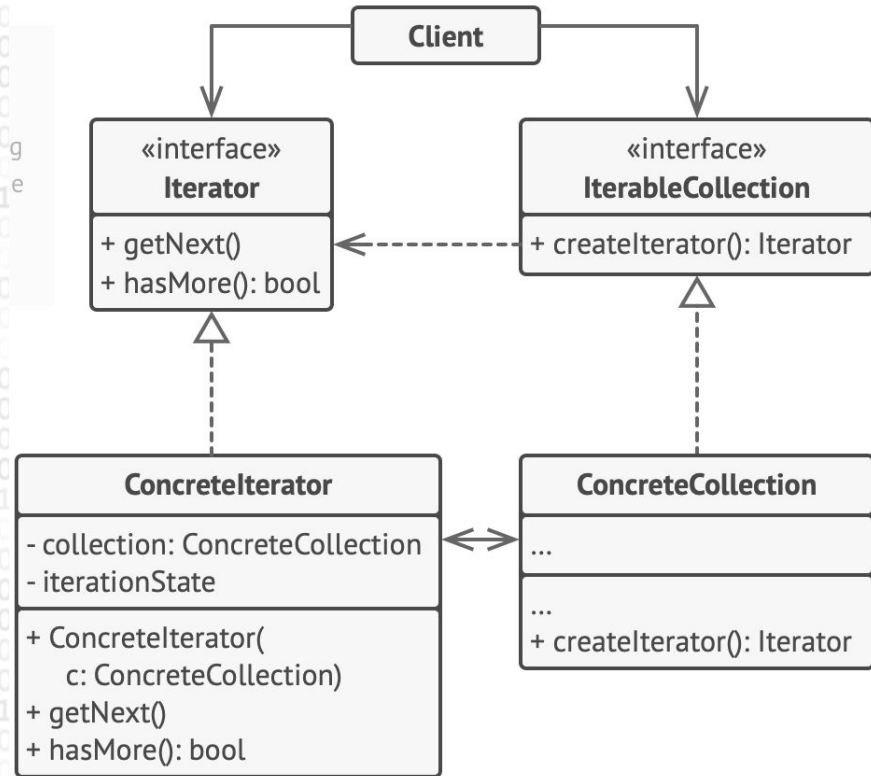 Client
g
e
«interface»
Iterator
+ getNext()
+ hasMore(): bool
«interface»
IterableCollection
+ createIterator(): Iterator
ConcreteIterator
- collection: ConcreteCollection
- iterationState
+ ConcreteIterator(
c: ConcreteCollection)
+ getNext()
+ hasMore(): bool
ConcreteCollection
...
...
+ createIterator(): Iterator